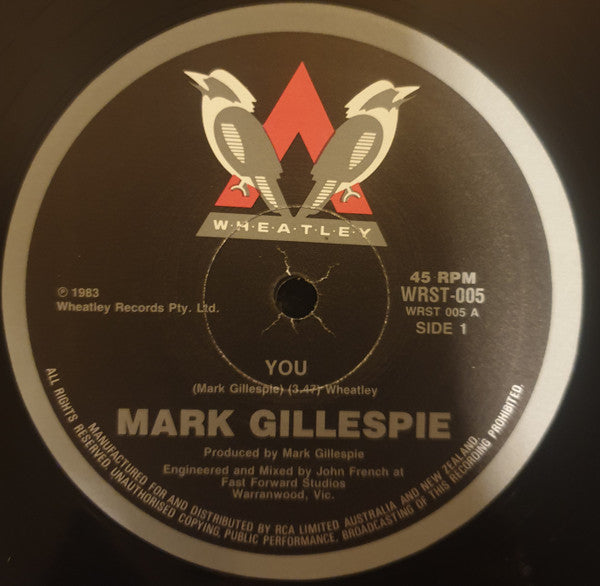 W·H·E·A·T·L·E·Y
℗ 1983
Wheatley Records Pty. Ltd.
45 RPM
WRST-005
WRST 005 A
SIDE 1
YOU
(Mark Gillespie) (3.47) Wheatley
MARK GILLESPIE
Produced by Mark Gillespie
Engineered and Mixed by John French at
Fast Forward Studios
Warranwood, Vic.
MANUFACTURED FOR AND DISTRIBUTED BY RCA LIMITED AUSTRALIA AND NEW ZEALAND
ALL RIGHTS RESERVED. UNAUTHORISED COPYING, PUBLIC PERFORMANCE, BROADCASTING OF THIS RECORDING PROHIBITED.